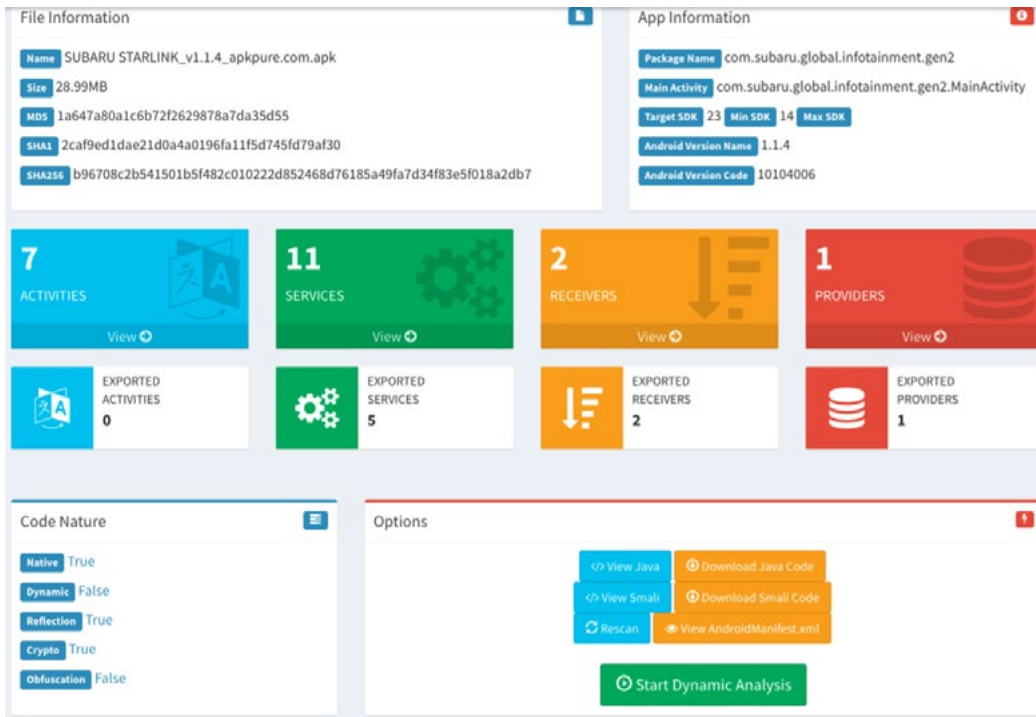 File Information
Name SUBARU STARLINK_v1.1.4_apkpure.com.apk
Size 28.99MB
MD5 1a647a80a1c6b72f2629878a7da35d55
SHA1 2caf9ed1dae21d0a4a0196fa11f5d745fd79af30
SHA256 b96708c2b541501b5f482c010222d852468d76185a49fa7d34f83e5f018a2db7
App Information
Package Name com.subaru.global.infotainment.gen2
Main Activity com.subaru.global.infotainment.gen2.MainActivity
Target SDK 23 Min SDK 14 Max SDK
Android Version Name 1.1.4
Android Version Code 10104006
7
ACTIVITIES
View
11
SERVICES
View
2
RECEIVERS
View
1
PROVIDERS
View
EXPORTED
ACTIVITIES
0
EXPORTED
SERVICES
5
EXPORTED
RECEIVERS
2
EXPORTED
PROVIDERS
1
Code Nature
Native True
Dynamic False
Reflection True
Crypto True
Obfuscation False
Options
</> View Java
Download Java Code
</> View Smali
Download Smali Code
Rescan
View AndroidManifest.xml
Start Dynamic Analysis